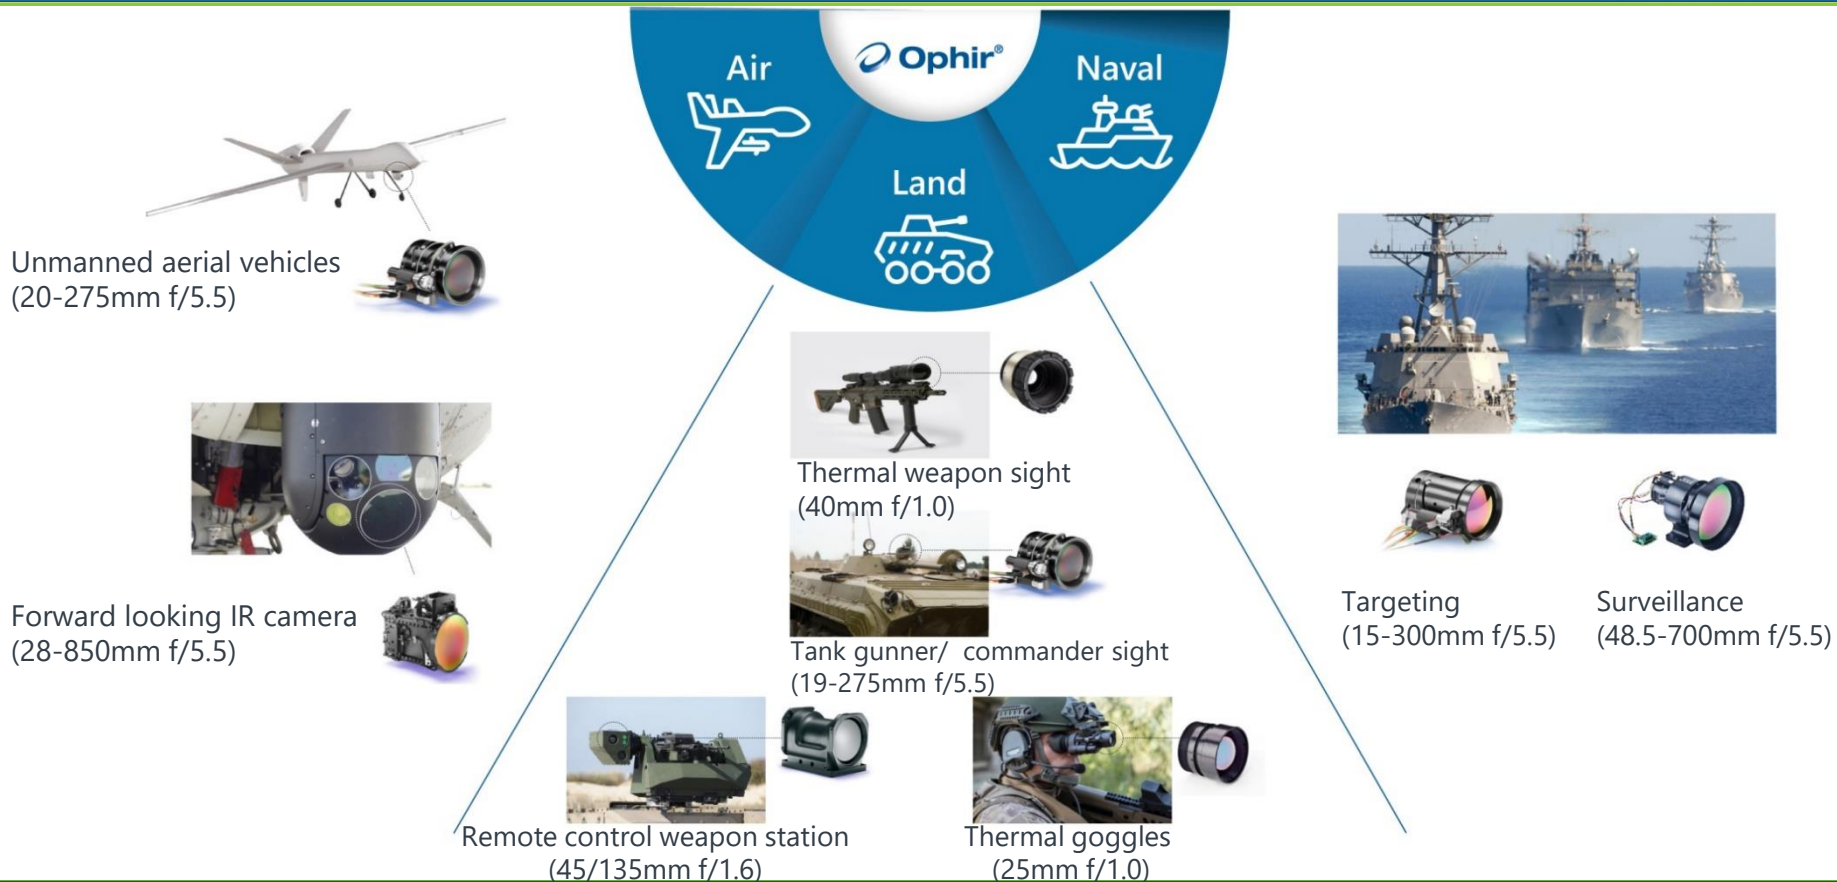 Ophir®
Air
Naval
Land
Unmanned aerial vehicles
(20-275mm f/5.5)
Forward looking IR camera
(28-850mm f/5.5)
Thermal weapon sight
(40mm f/1.0)
Tank gunner/ commander sight
(19-275mm f/5.5)
Remote control weapon station
(45/135mm f/1.6)
Thermal goggles
(25mm f/1.0)
Targeting
(15-300mm f/5.5)
Surveillance
(48.5-700mm f/5.5)